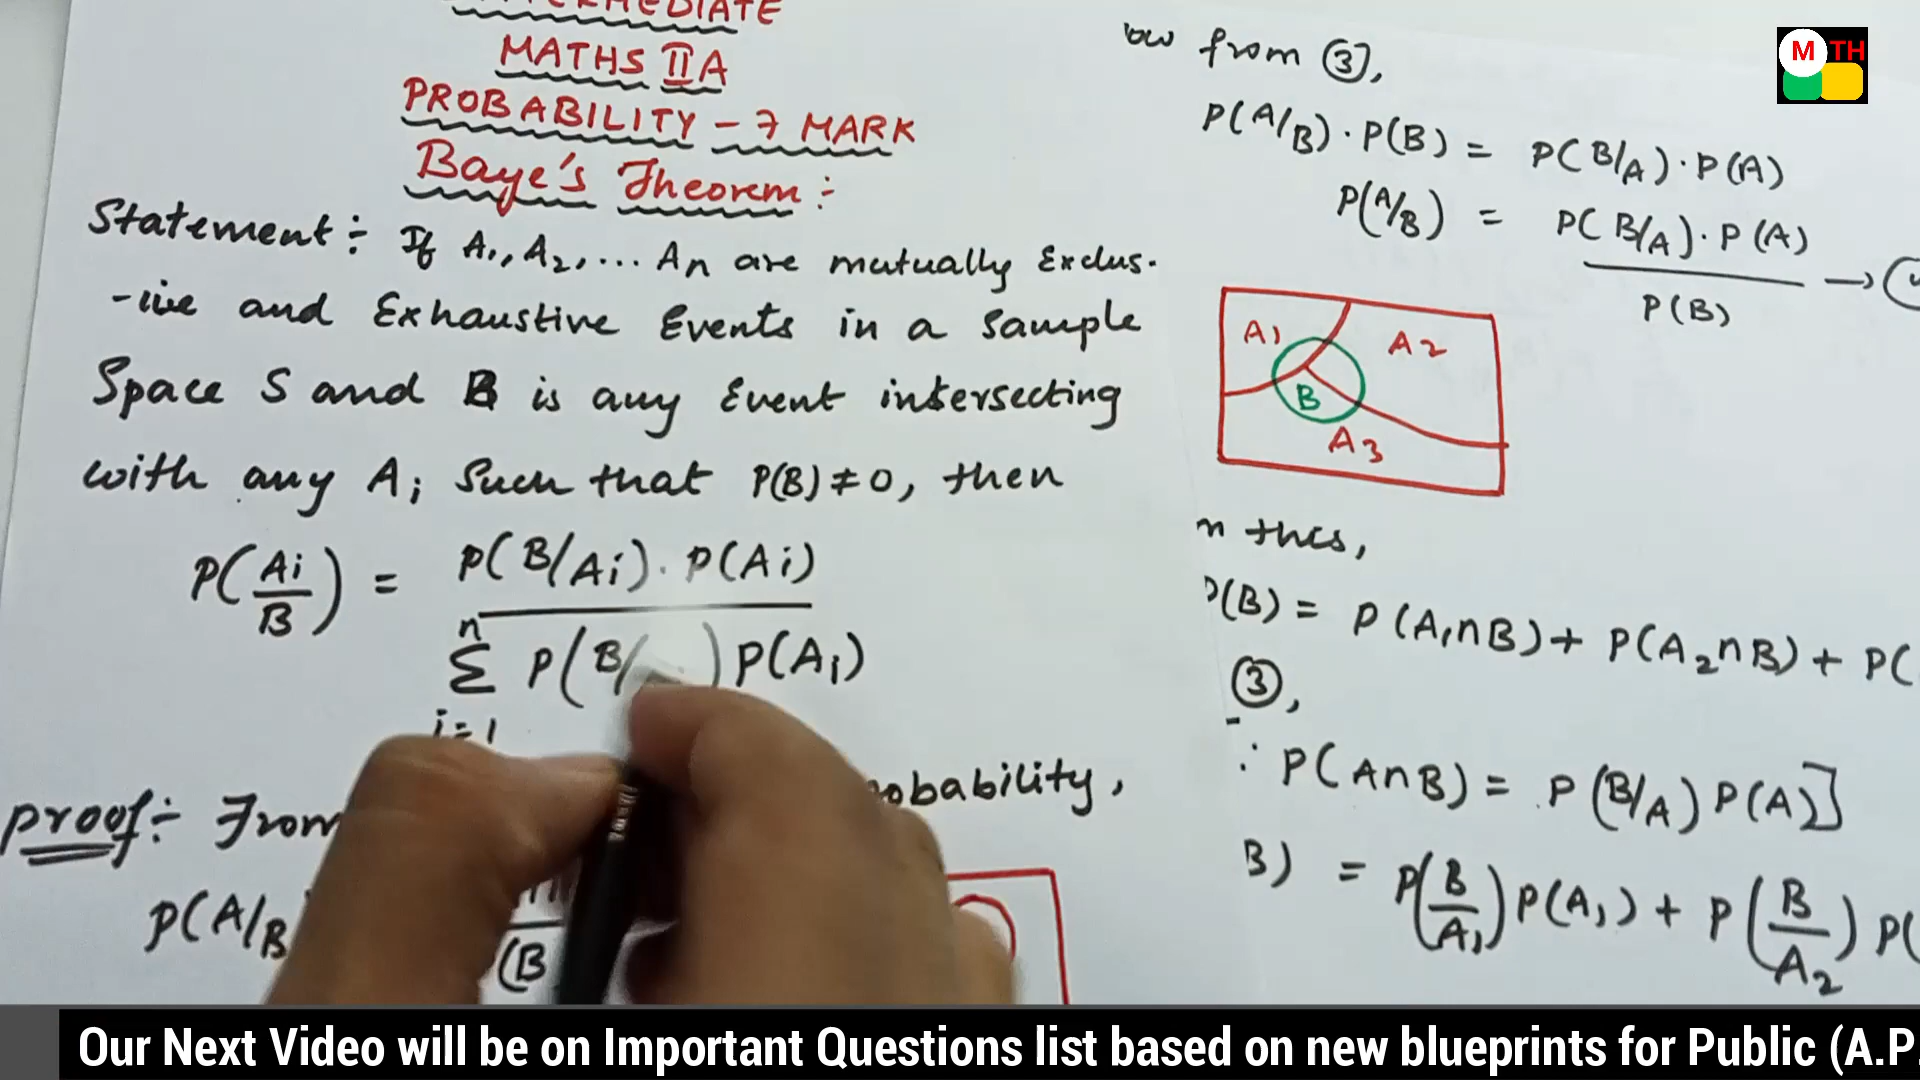 INTERMEDIATE
MATHS IIA
PROBABILITY - 7 MARK
Baye's Theorem :
Statement :- If A1, A2, ... An are mutually Exclus-
-ive and Exhaustive Events in a Sample
Space S and B is any Event intersecting
with any Ai such that P(B) ≠ 0, then
P(Ai/B) = P(B/Ai) . P(Ai)
n
Σ P(B/ ) P(Ai)
i=1
Proof :- From obability,
P(A/B
(B
ow from ③,
P(A/B) . P(B) = P(B/A) . P(A)
P(A/B) = P(B/A) . P(A) →
P(B)
A1 A2
B
A3
n this,
P(B) = P(A1∩B) + P(A2∩B) + P(
③,
∵ P(A∩B) = P(B/A) P(A)]
B) = P(B/A1) P(A1) + P(B/A2) P(
M TH
Our Next Video will be on Important Questions list based on new blueprints for Public (A.P.